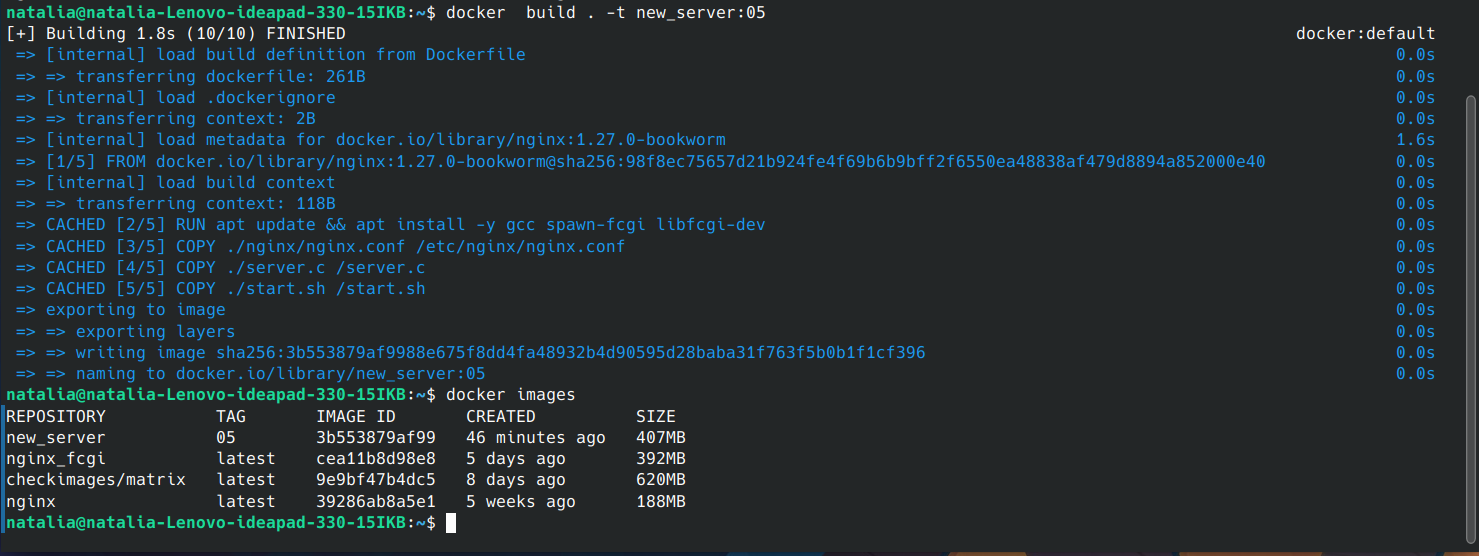 natalia@natalia-Lenovo-ideapad-330-15IKB:~$ docker  build . -t new_server:05
[+] Building 1.8s (10/10) FINISHED docker:default
=> [internal] load build definition from Dockerfile 0.0s
=> => transferring dockerfile: 261B 0.0s
=> [internal] load .dockerignore 0.0s
=> => transferring context: 2B 0.0s
=> [internal] load metadata for docker.io/library/nginx:1.27.0-bookworm 1.6s
=> [1/5] FROM docker.io/library/nginx:1.27.0-bookworm@sha256:98f8ec75657d21b924fe4f69b6b9bff2f6550ea48838af479d8894a852000e40 0.0s
=> [internal] load build context 0.0s
=> => transferring context: 118B 0.0s
=> CACHED [2/5] RUN apt update && apt install -y gcc spawn-fcgi libfcgi-dev 0.0s
=> CACHED [3/5] COPY ./nginx/nginx.conf /etc/nginx/nginx.conf 0.0s
=> CACHED [4/5] COPY ./server.c /server.c 0.0s
=> CACHED [5/5] COPY ./start.sh /start.sh 0.0s
=> exporting to image 0.0s
=> => exporting layers 0.0s
=> => writing image sha256:3b553879af9988e675f8dd4fa48932b4d90595d28baba31f763f5b0b1f1cf396 0.0s
=> => naming to docker.io/library/new_server:05 0.0s
natalia@natalia-Lenovo-ideapad-330-15IKB:~$ docker images
REPOSITORY TAG IMAGE ID CREATED SIZE
new_server 05 3b553879af99 46 minutes ago 407MB
nginx_fcgi latest cea11b8d98e8 5 days ago 392MB
checkimages/matrix latest 9e9bf47b4dc5 8 days ago 620MB
nginx latest 39286ab8a5e1 5 weeks ago 188MB
natalia@natalia-Lenovo-ideapad-330-15IKB:~$